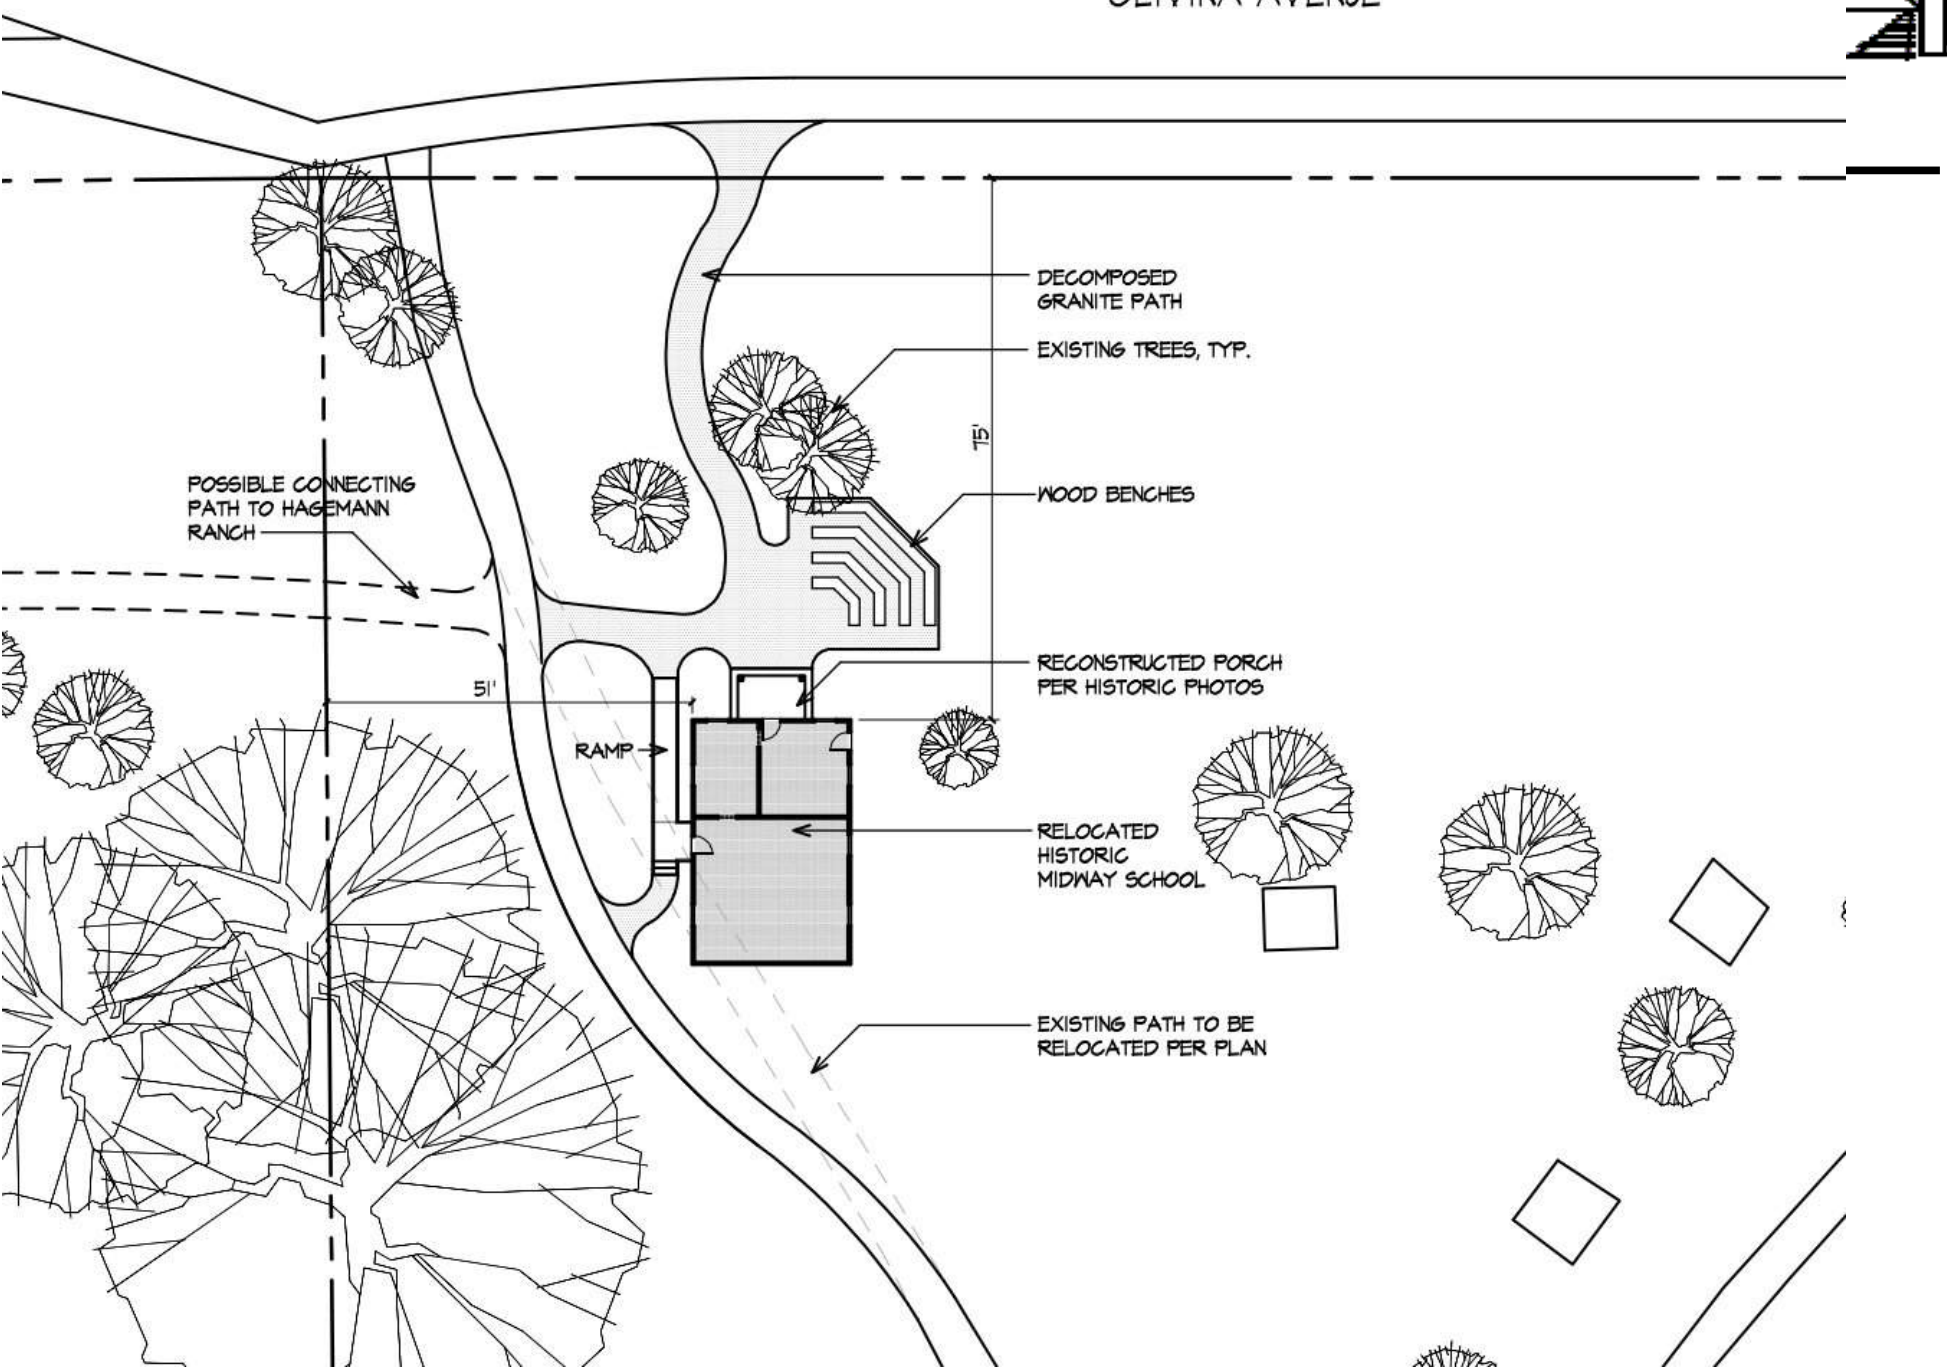 DECOMPOSED
GRANITE PATH
EXISTING TREES, TYP.
75'
POSSIBLE CONNECTING
PATH TO HAGEMANN
RANCH
WOOD BENCHES
RECONSTRUCTED PORCH
PER HISTORIC PHOTOS
51'
RAMP
RELOCATED
HISTORIC
MIDWAY SCHOOL
EXISTING PATH TO BE
RELOCATED PER PLAN